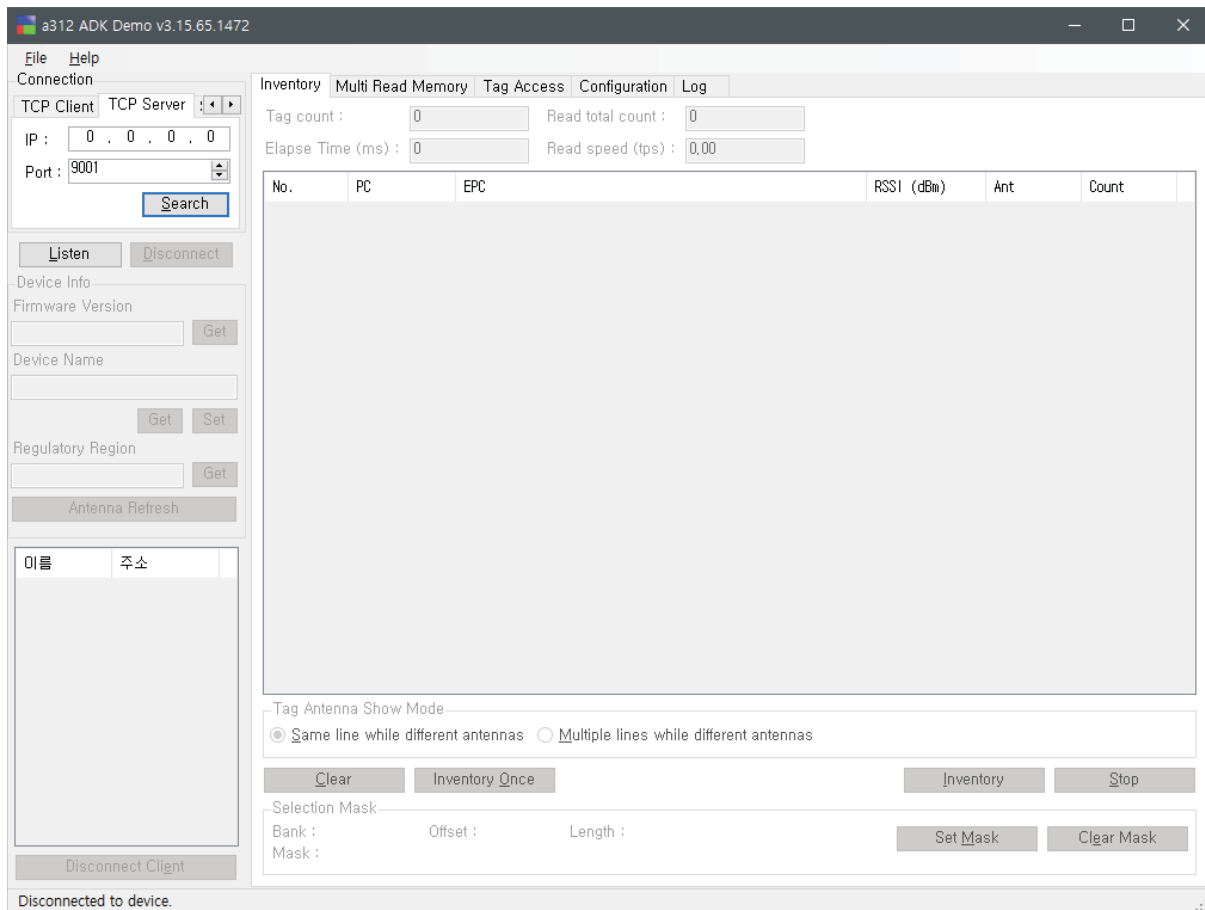 a312 ADK Demo v3.15.65.1472
File Help
Connection
TCP Client TCP Server
IP : 0 . 0 . 0 . 0
Port : 9001
Search
Listen Disconnect
Device Info
Firmware Version
Get
Device Name
Get Set
Regulatory Region
Get
Antenna Refresh
이름 주소
Disconnect Client
Inventory Multi Read Memory Tag Access Configuration Log
Tag count : 0 Read total count : 0
Elapse Time (ms) : 0 Read speed (tps) : 0,00
No. PC EPC RSSI (dBm) Ant Count
Tag Antenna Show Mode
Same line while different antennas Multiple lines while different antennas
Clear Inventory Once Inventory Stop
Selection Mask
Bank : Offset : Length :
Mask :
Set Mask Clear Mask
Disconnected to device.